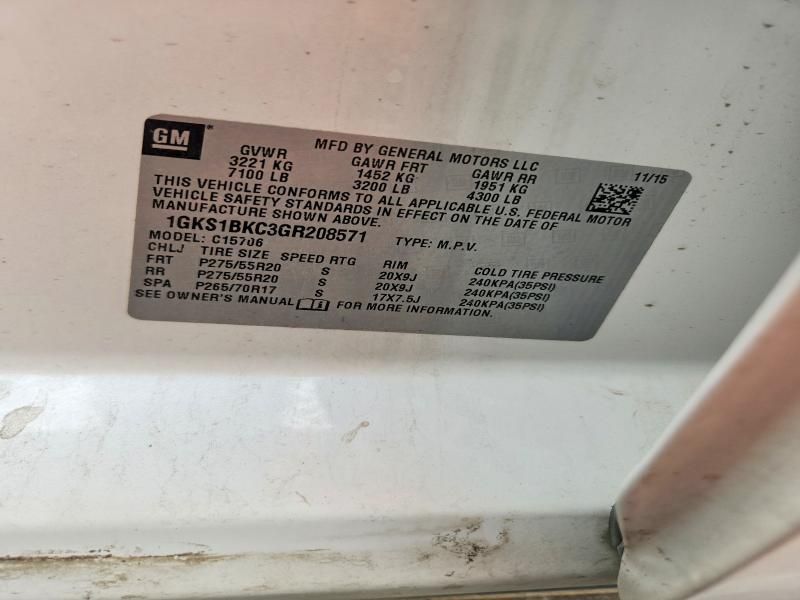 GM® MFD BY GENERAL MOTORS LLC 11/15
GVWR GAWR FRT GAWR RR
3221 KG 1452 KG 1951 KG
7100 LB 3200 LB 4300 LB
THIS VEHICLE CONFORMS TO ALL APPLICABLE U.S. FEDERAL MOTOR
VEHICLE SAFETY STANDARDS IN EFFECT ON THE DATE OF
MANUFACTURE SHOWN ABOVE.
1GKS1BKC3GR208571 TYPE: M.P.V.
MODEL: C15706
CHLJ TIRE SIZE SPEED RTG RIM COLD TIRE PRESSURE
FRT P275/55R20 S 20X9J 240KPA(35PSI)
RR P275/55R20 S 20X9J 240KPA(35PSI)
SPA P265/70R17 S 17X7.5J 240KPA(35PSI)
SEE OWNER'S MANUAL FOR MORE INFORMATION.